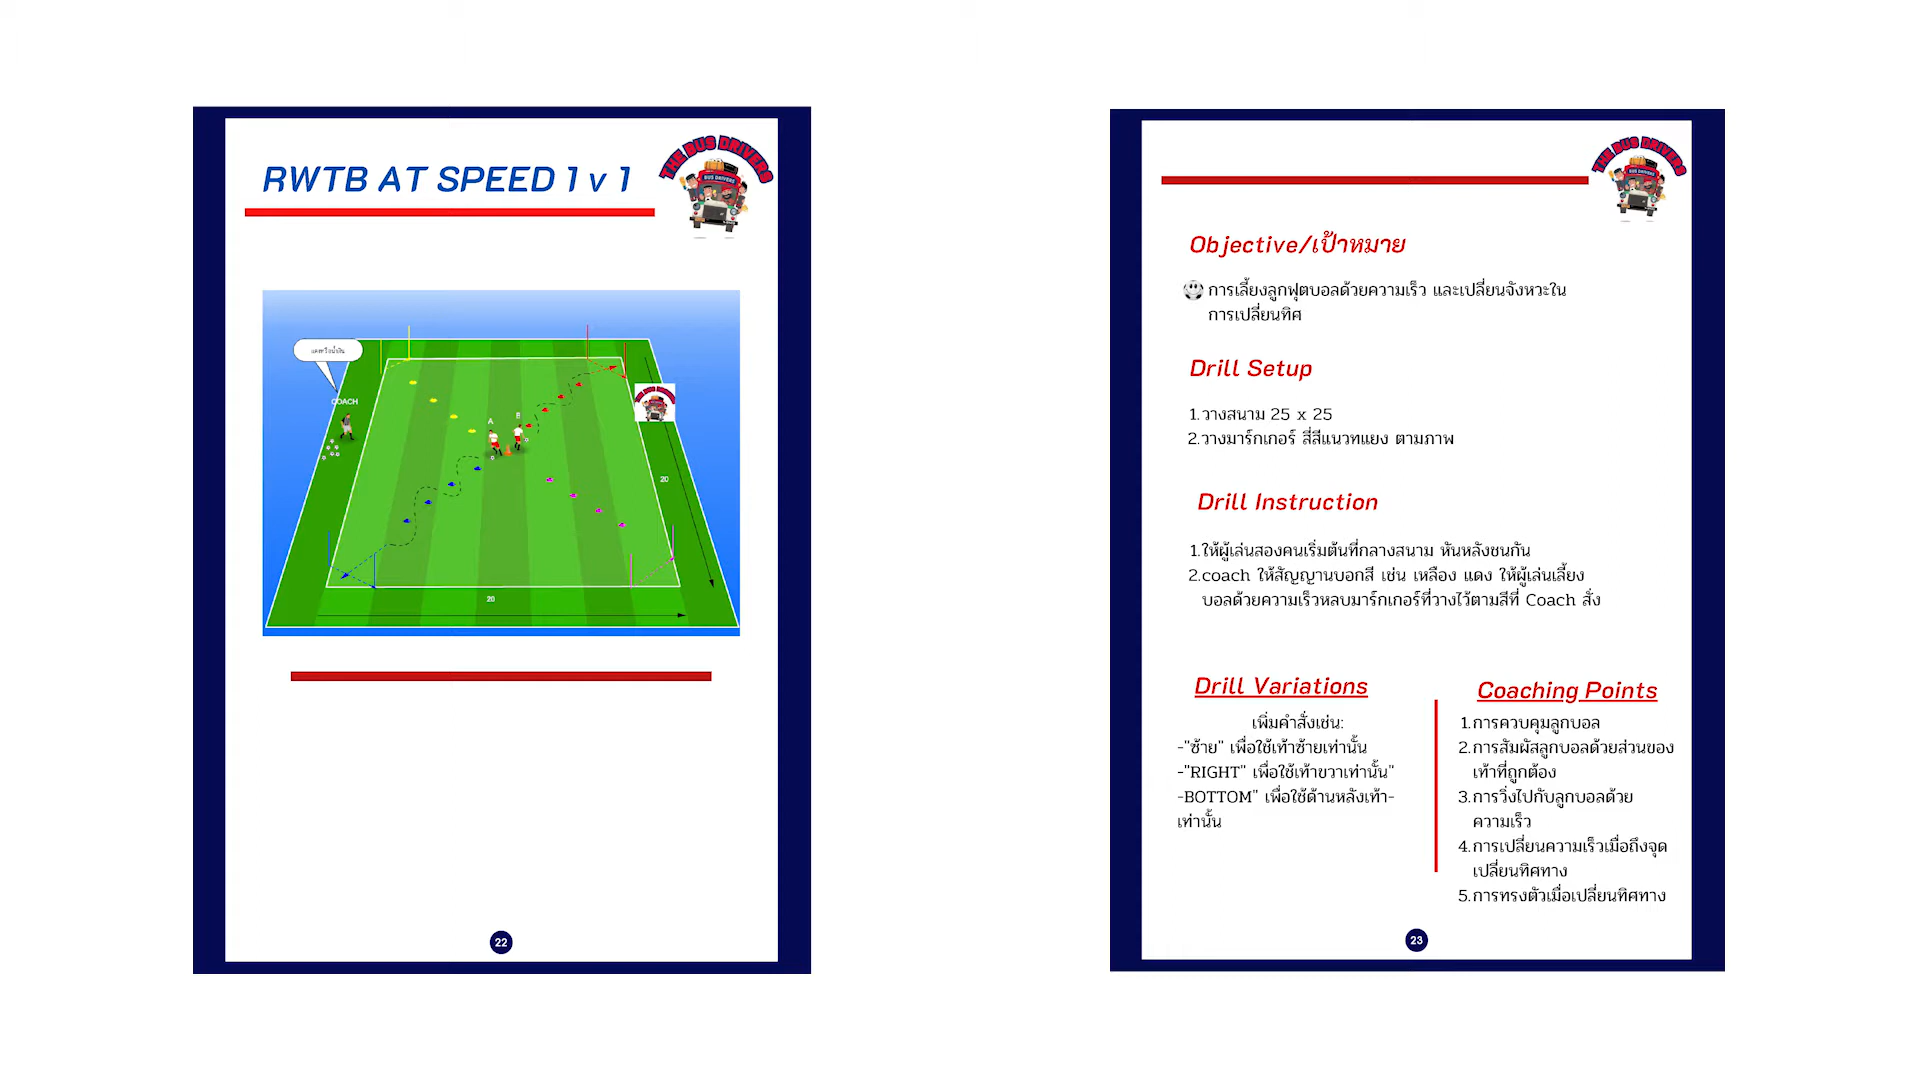 RWTB AT SPEED 1 v 1
THE BUS DRIVERS
BUS DRIVERS
COACH
A
B
20
20
22
THE BUS DRIVERS
BUS DRIVERS
Objective/เป้าหมาย
การเลี้ยงลูกฟุตบอลด้วยความเร็ว และเปลี่ยนจังหวะใน
การเปลี่ยนทิศ
Drill Setup
1.วางสนาม 25 x 25
2.วางมาร์กเกอร์ สี่สีแนวทแยง ตามภาพ
Drill Instruction
1.ให้ผู้เล่นสองคนเริ่มต้นที่กลางสนาม หันหลังชนกัน
2.coach ให้สัญญานบอกสี เช่น เหลือง แดง ให้ผู้เล่นเลี้ยง
บอลด้วยความเร็วหลบมาร์กเกอร์ที่วางไว้ตามสีที่ Coach สั่ง
Drill Variations
เพิ่มคำสั่งเช่น:
-"ซ้าย" เพื่อใช้เท้าซ้ายเท่านั้น
-"RIGHT" เพื่อใช้เท้าขวาเท่านั้น"
-BOTTOM" เพื่อใช้ด้านหลังเท้า-
เท่านั้น
Coaching Points
1.การควบคุมลูกบอล
2.การสัมผัสลูกบอลด้วยส่วนของ
เท้าที่ถูกต้อง
3.การวิ่งไปกับลูกบอลด้วย
ความเร็ว
4.การเปลี่ยนความเร็วเมื่อถึงจุด
เปลี่ยนทิศทาง
5.การทรงตัวเมื่อเปลี่ยนทิศทาง
23